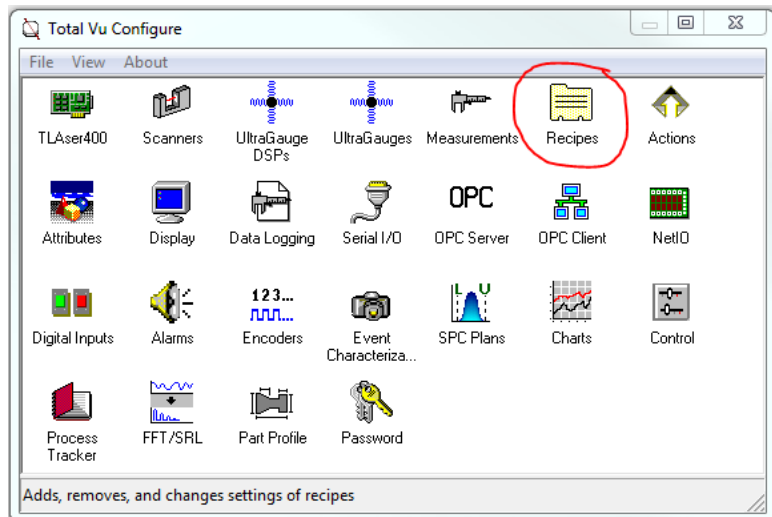 Total Vu Configure
File View About
TLAser400 Scanners UltraGauge UltraGauges Measurements Recipes Actions
DSPs
OPC
Attributes Display Data Logging Serial I/O OPC Server OPC Client NetIO
123... L U
Digital Inputs Alarms Encoders Event SPC Plans Charts Control
Characteriza...
Process FFT/SRL Part Profile Password
Tracker
Adds, removes, and changes settings of recipes